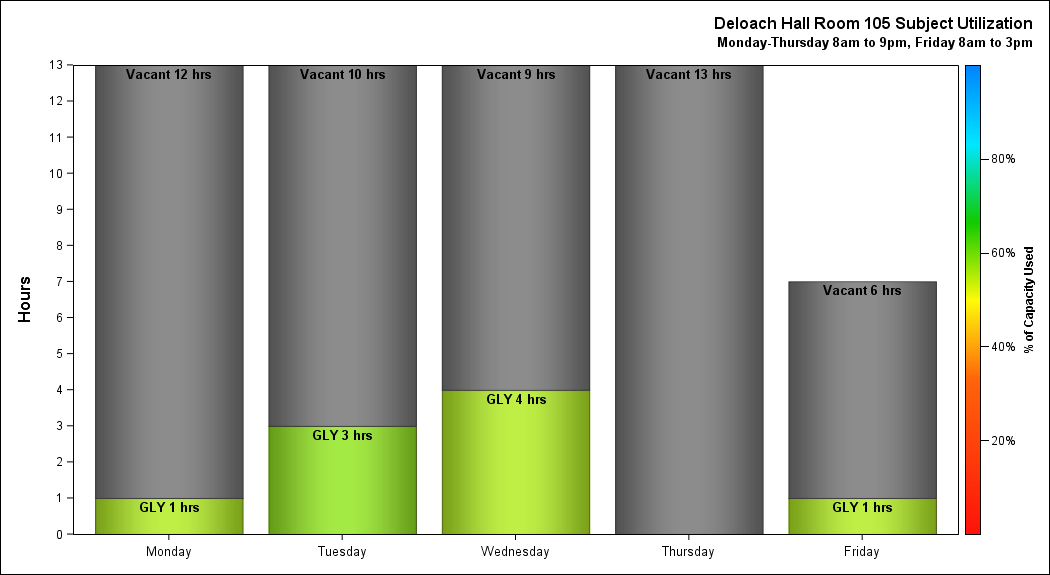 Deloach Hall Room 105 Subject Utilization
Monday-Thursday 8am to 9pm, Friday 8am to 3pm
Hours
13
12
11
10
9
8
7
6
5
4
3
2
1
0
Vacant 12 hrs
GLY 1 hrs
Vacant 10 hrs
GLY 3 hrs
Vacant 9 hrs
GLY 4 hrs
Vacant 13 hrs
Vacant 6 hrs
GLY 1 hrs
Monday
Tuesday
Wednesday
Thursday
Friday
80%
60%
40%
20%
% of Capacity Used